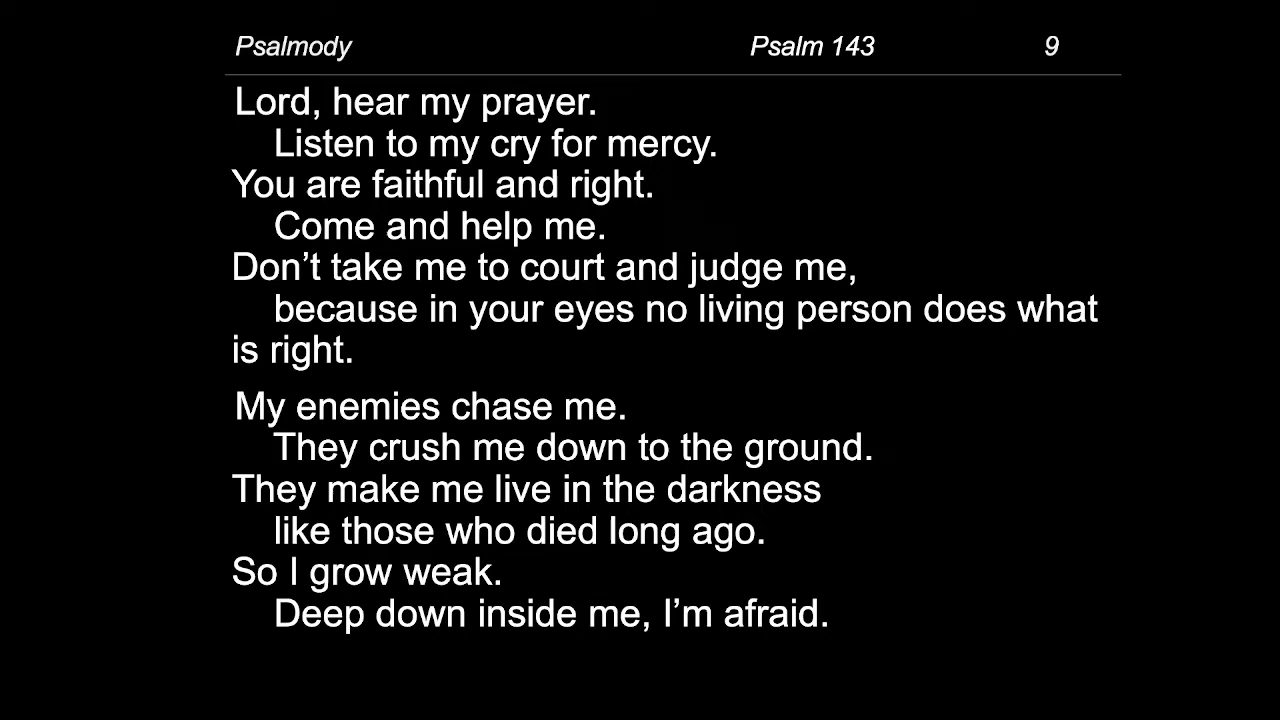 Psalmody Psalm 143 9
Lord, hear my prayer.
Listen to my cry for mercy.
You are faithful and right.
Come and help me.
Don’t take me to court and judge me,
because in your eyes no living person does what
is right.
My enemies chase me.
They crush me down to the ground.
They make me live in the darkness
like those who died long ago.
So I grow weak.
Deep down inside me, I’m afraid.